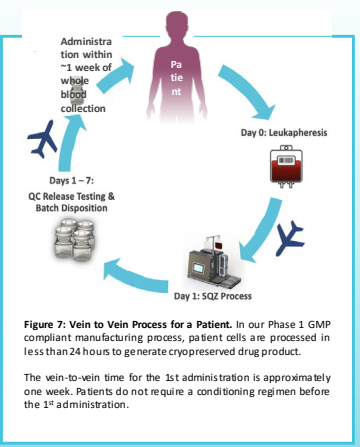 Administra
tion within
~1 week of
whole
blood
collection
Pa
tie
nt
Day 0: Leukapheresis
Days 1 – 7:
QC Release Testing &
Batch Disposition
Day 1: SQZ Process
Figure 7: Vein to Vein Process for a Patient. In our Phase 1 GMP
compliant manufacturing process, patient cells are processed in
less than 24 hours to generate cryopreserved drug product.
The vein-to-vein time for the 1st administration is approximately
one week. Patients do not require a conditioning regimen before
the 1st administration.